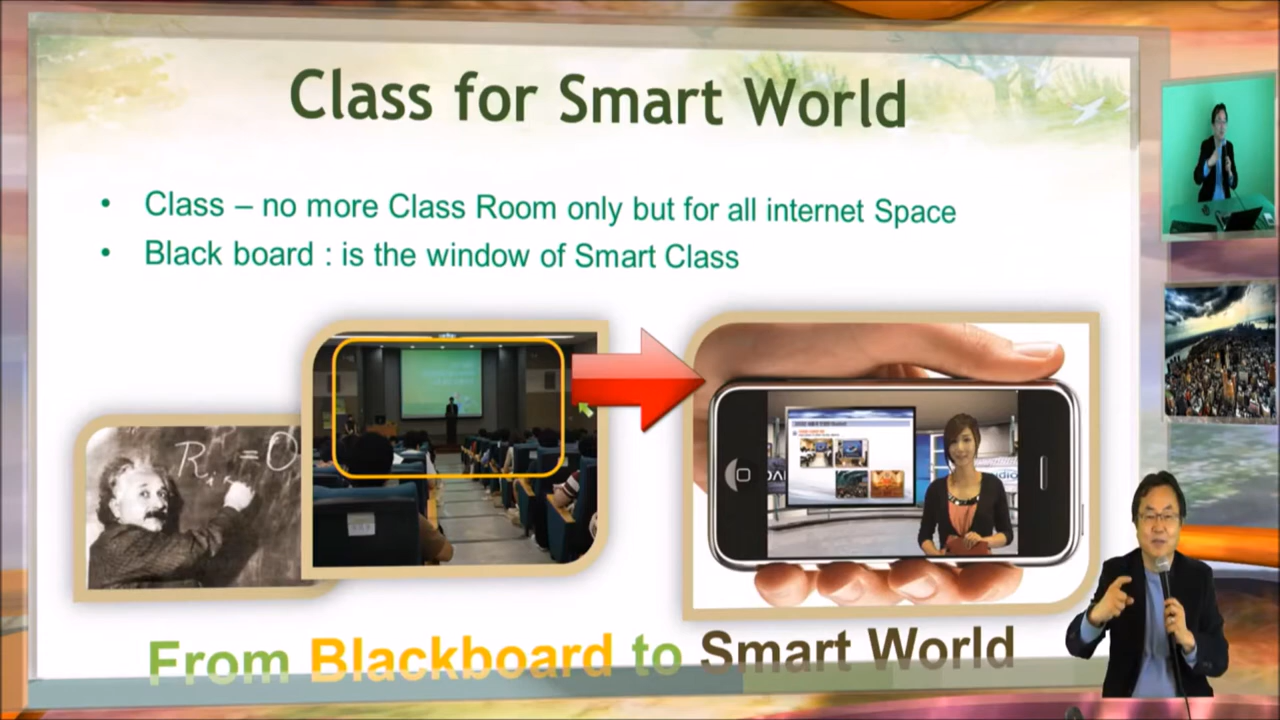 Class for Smart World
• Class – no more Class Room only but for all internet Space
• Black board : is the window of Smart Class
R =0
From Blackboard to Smart World